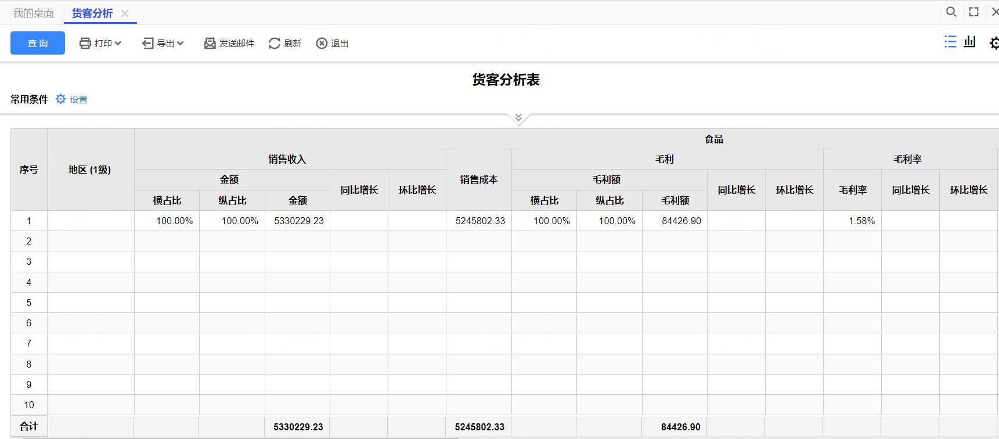 我的桌面 货客分析
查询 打印 导出 发送邮件 刷新 退出
货客分析表
常用条件 设置
食品
销售收入 毛利 毛利率
序号 地区 (1级) 金额 同比增长 环比增长 销售成本 毛利额 同比增长 环比增长 毛利率 同比增长 环比增长
横占比 纵占比 金额 横占比 纵占比 毛利额
1 100.00% 100.00% 5330229.23 5245802.33 100.00% 100.00% 84426.90 1.58%
2
3
4
5
6
7
8
9
10
合计 5330229.23 5245802.33 84426.90